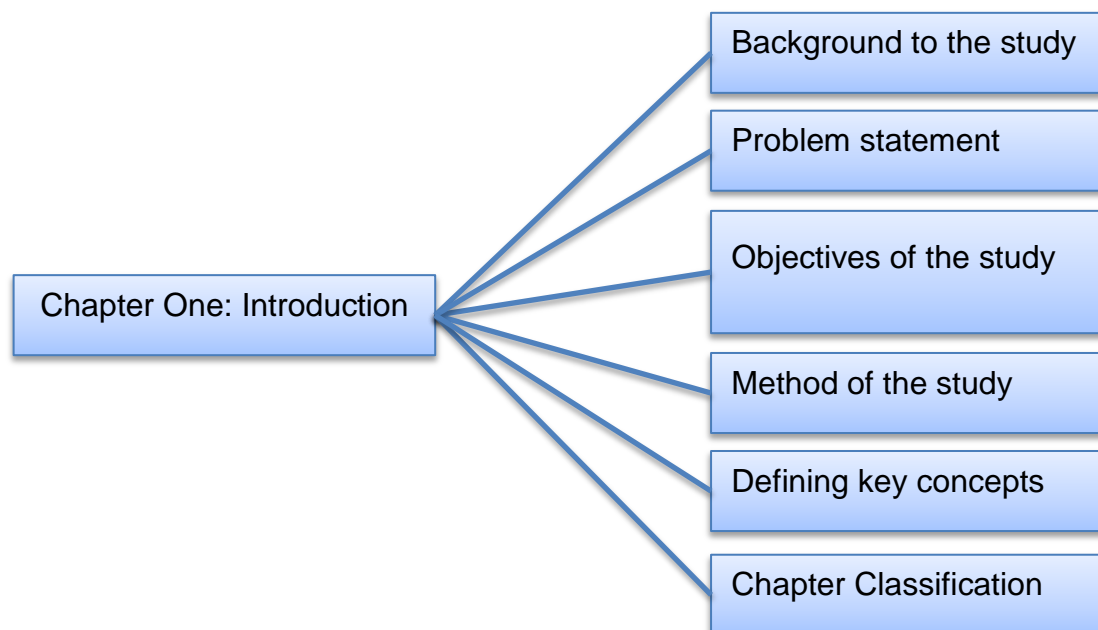 Background to the study
Problem statement
Objectives of the study
Chapter One: Introduction
Method of the study
Defining key concepts
Chapter Classification